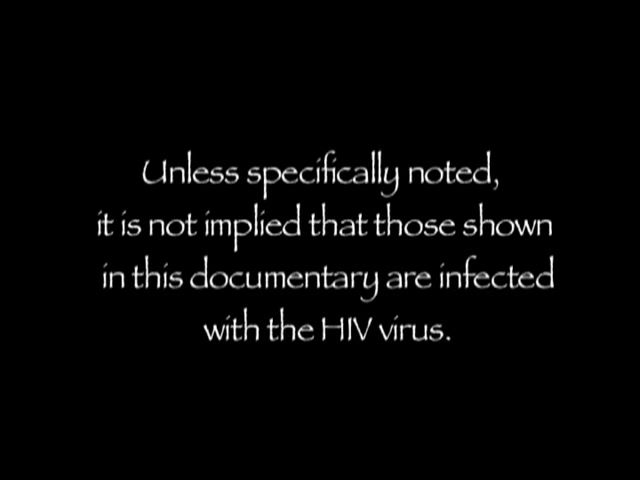 Unless specifically noted,
it is not implied that those shown
in this documentary are infected
with the HIV virus.